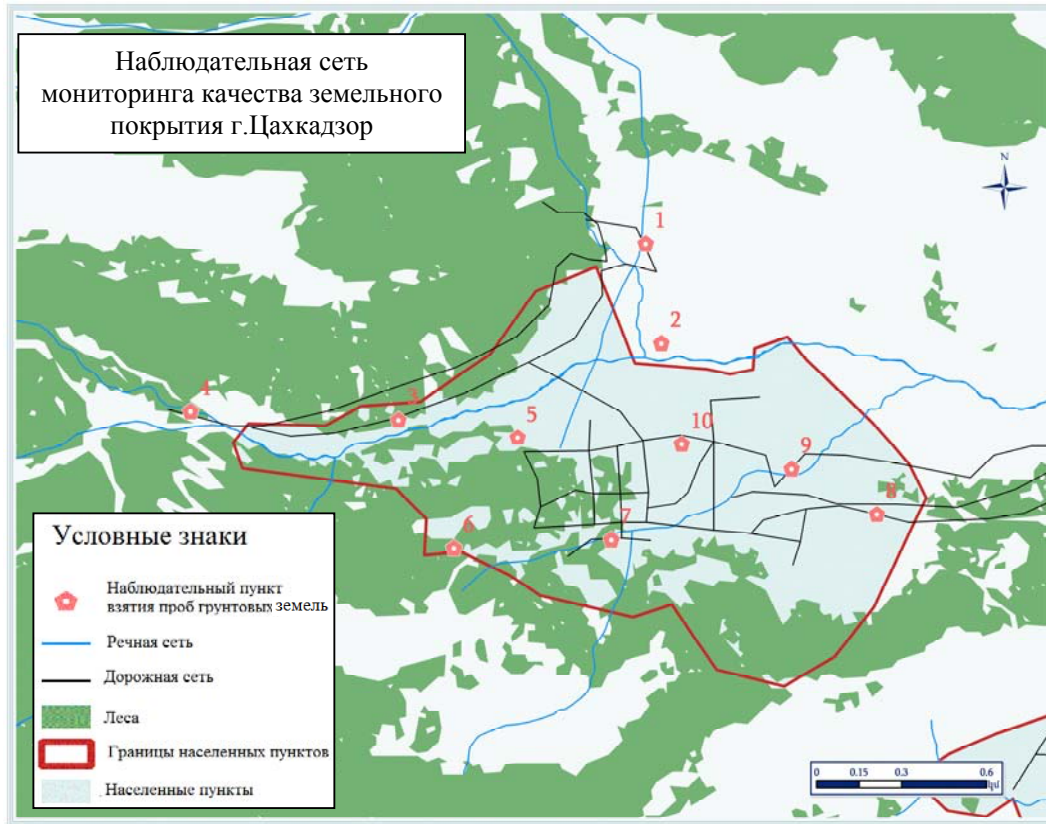 Наблюдательная сеть
мониторинга качества земельного
покрытия г.Цахкадзор
N
1
2
3
4
5
10
9
8
7
6
Условные знаки
Наблюдательный пункт
взятия проб грунтовых земель
Речная сеть
Дорожная сеть
Леса
Границы населенных пунктов
Населенные пункты
0 0.15 0.3 0.6
կմ